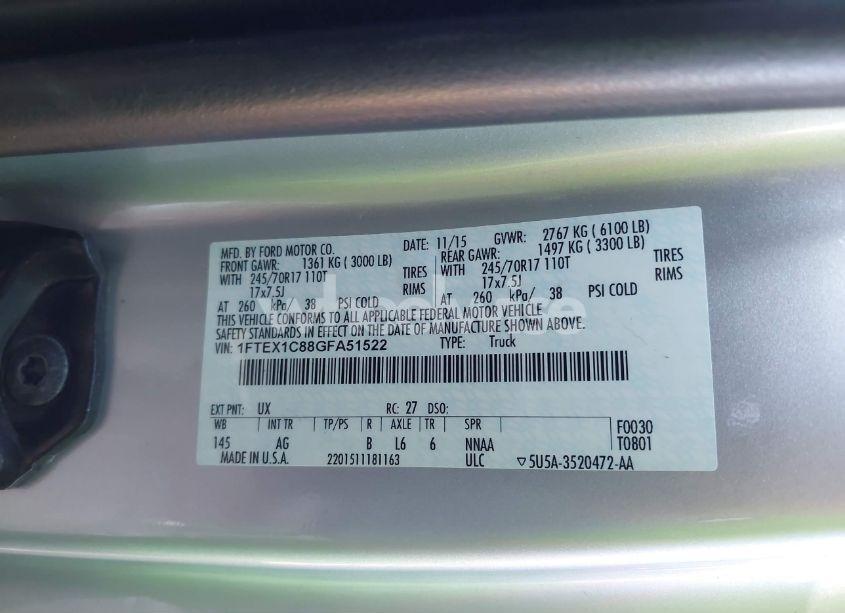 MFD. BY FORD MOTOR CO.
DATE: 11/15 GVWR: 2767 KG ( 6100 LB)
FRONT GAWR: 1361 KG ( 3000 LB) REAR GAWR: 1497 KG ( 3300 LB)
WITH 245/70R17 110T TIRES WITH 245/70R17 110T TIRES
17x7.5J RIMS 17x7.5J RIMS
AT 260 kPa/ 38 PSI COLD AT 260 kPa/ 38 PSI COLD
THIS VEHICLE CONFORMS TO ALL APPLICABLE FEDERAL MOTOR VEHICLE
SAFETY STANDARDS IN EFFECT ON THE DATE OF MANUFACTURE SHOWN ABOVE.
VIN: 1FTEX1C88GFA51522 TYPE: Truck
EXT PNT: UX RC: 27 DSO:
WB INT TR TP/PS R AXLE TR SPR F0030
145 AG B L6 6 NNAA T0801
MADE IN U.S.A. 2201511181163 ULC ▽5U5A-3520472-AA